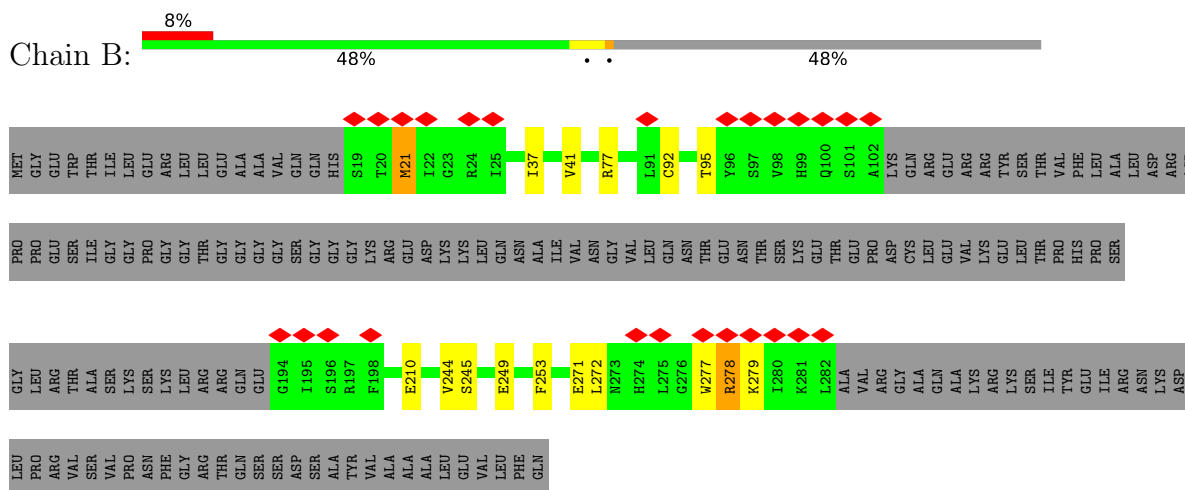 8%
Chain B:
48% . . 48%
MET GLY GLU TRP THR ILE LEU GLU ARG LEU LEU GLU ALA ALA VAL GLN GLN HIS S19 T20 M21 I22 G23 R24 I25 I37 V41 R77 L91 C92 T95 Y96 S97 V98 H99 Q100 S101 A102 LYS GLN ARG GLU ARG ARG TYR SER THR VAL PHE LEU ALA LEU ASP ARG
PRO PRO GLU SER ILE GLY GLY PRO GLY GLY THR GLY GLY GLY GLY SER GLY GLY GLY LYS ARG GLU ASP LYS LYS LEU GLN ASN ALA ILE VAL ASN GLY VAL LEU GLN ASN THR GLU ASN THR SER LYS GLU THR GLU PRO ASP CYS LEU GLU VAL LYS GLU LEU THR PRO HIS PRO SER
GLY LEU ARG THR ALA SER LYS SER LYS LEU ARG ARG GLN GLU G194 I195 S196 R197 F198 E210 V244 S245 E249 F253 E271 L272 N273 H274 L275 G276 W277 R278 K279 I280 K281 L282 ALA VAL ARG GLY ALA GLN ALA LYS ARG LYS SER ILE TYR GLU ILE ARG ASN LYS ASP
LEU PRO ARG VAL SER VAL PRO ASN PHE GLY ARG THR GLN SER SER ASP SER ALA TYR VAL ALA ALA ALA LEU GLU VAL LEU PHE GLN